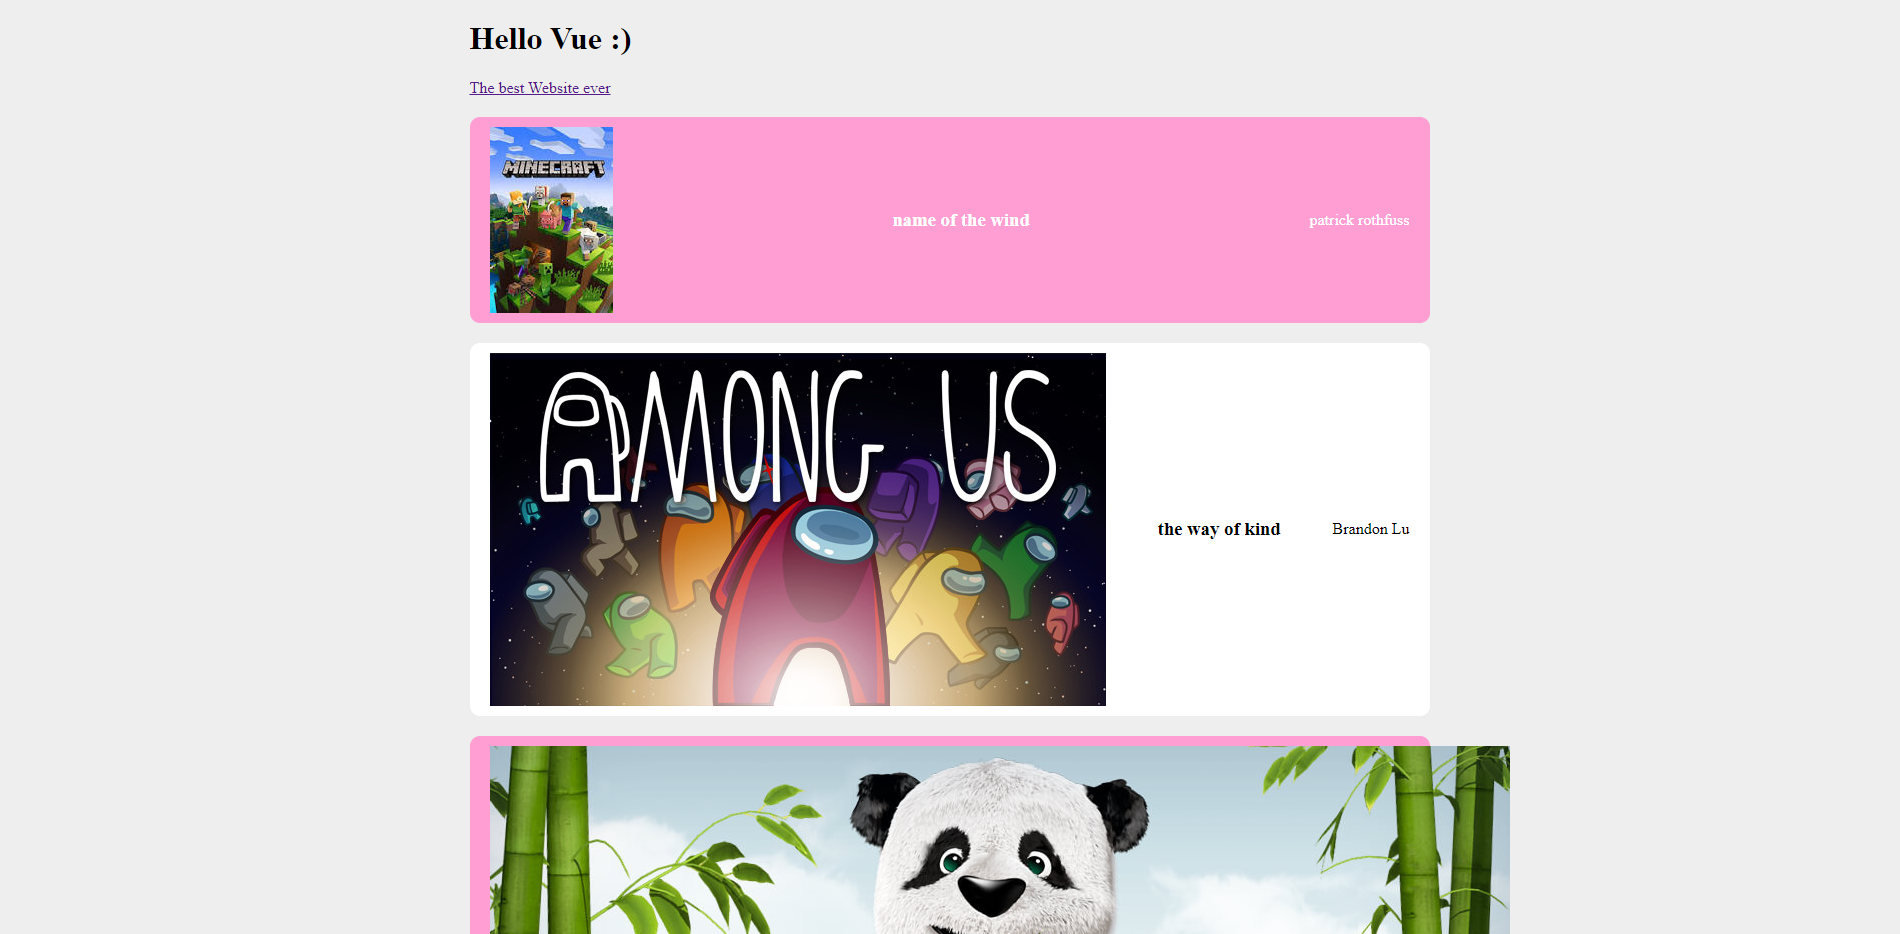 Hello Vue :)
The best Website ever
MINECRAFT
name of the wind
patrick rothfuss
AMONG US
the way of kind
Brandon Lu